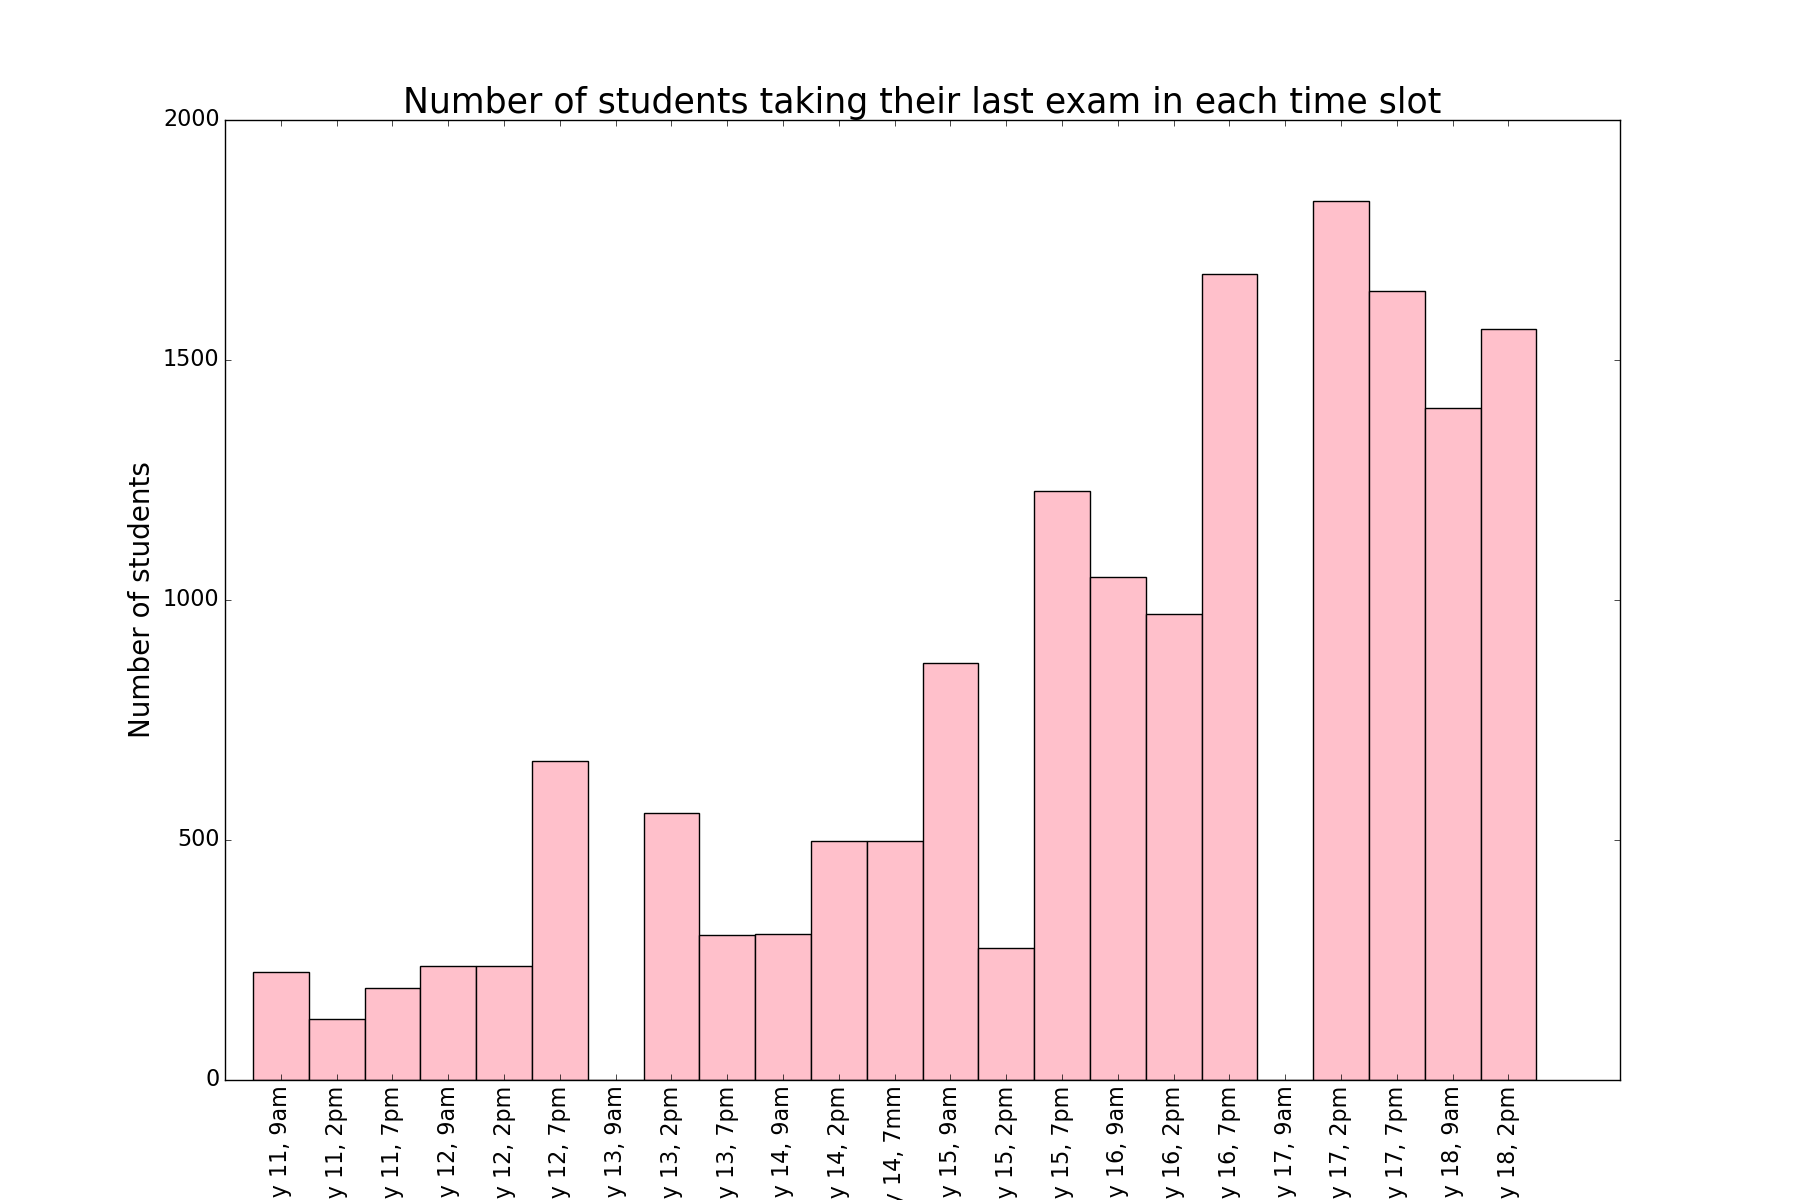 Number of students taking their last exam in each time slot
Number of students
2000
1500
1000
500
0
y 11, 9am
y 11, 2pm
y 11, 7pm
y 12, 9am
y 12, 2pm
y 12, 7pm
y 13, 9am
y 13, 2pm
y 13, 7pm
y 14, 9am
y 14, 2pm
y 14, 7mm
y 15, 9am
y 15, 2pm
y 15, 7pm
y 16, 9am
y 16, 2pm
y 16, 7pm
y 17, 9am
y 17, 2pm
y 17, 7pm
y 18, 9am
y 18, 2pm